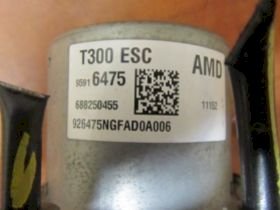 T300 ESC AMD
9591 6475
688250455 11152
926475NGFAD0A006